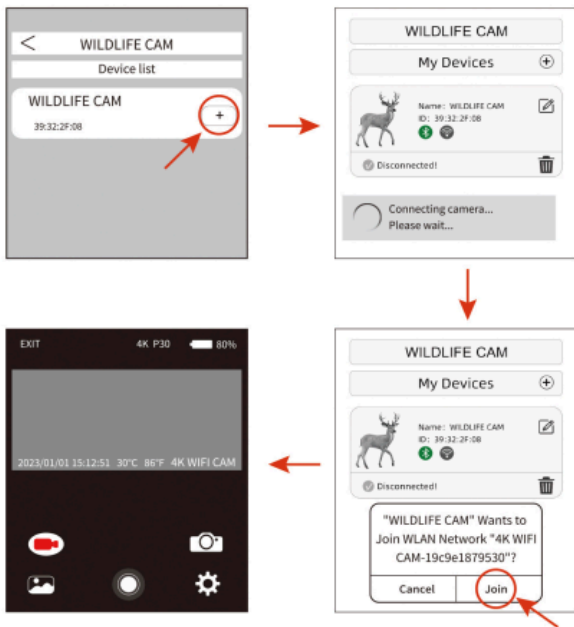 < WILDLIFE CAM
Device list
WILDLIFE CAM
39:32:2F:08
+
WILDLIFE CAM
My Devices
Name: WILDLIFE CAM
ID: 39:32:2F:08
Disconnected!
Connecting camera...
Please wait...
WILDLIFE CAM
My Devices
Name: WILDLIFE CAM
ID: 39:32:2F:08
Disconnected!
"WILDLIFE CAM" Wants to
Join WLAN Network "4K WIFI
CAM-19c9e1879530"?
Cancel Join
EXIT 4K P30 80%
2023/01/01 15:12:51 30°C 86°F 4K WIFI CAM